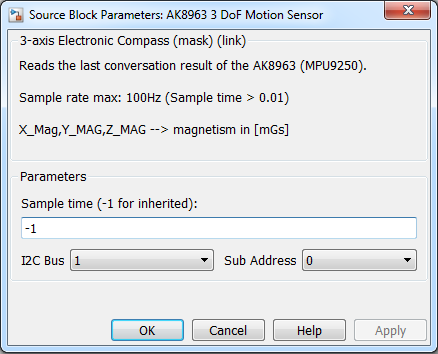 Source Block Parameters: AK8963 3 DoF Motion Sensor
3-axis Electronic Compass (mask) (link)
Reads the last conversation result of the AK8963 (MPU9250).
Sample rate max: 100Hz (Sample time > 0.01)
X_Mag,Y_MAG,Z_MAG --> magnetism in [mGs]
Parameters
Sample time (-1 for inherited):
-1
I2C Bus 1 Sub Address 0
OK Cancel Help Apply